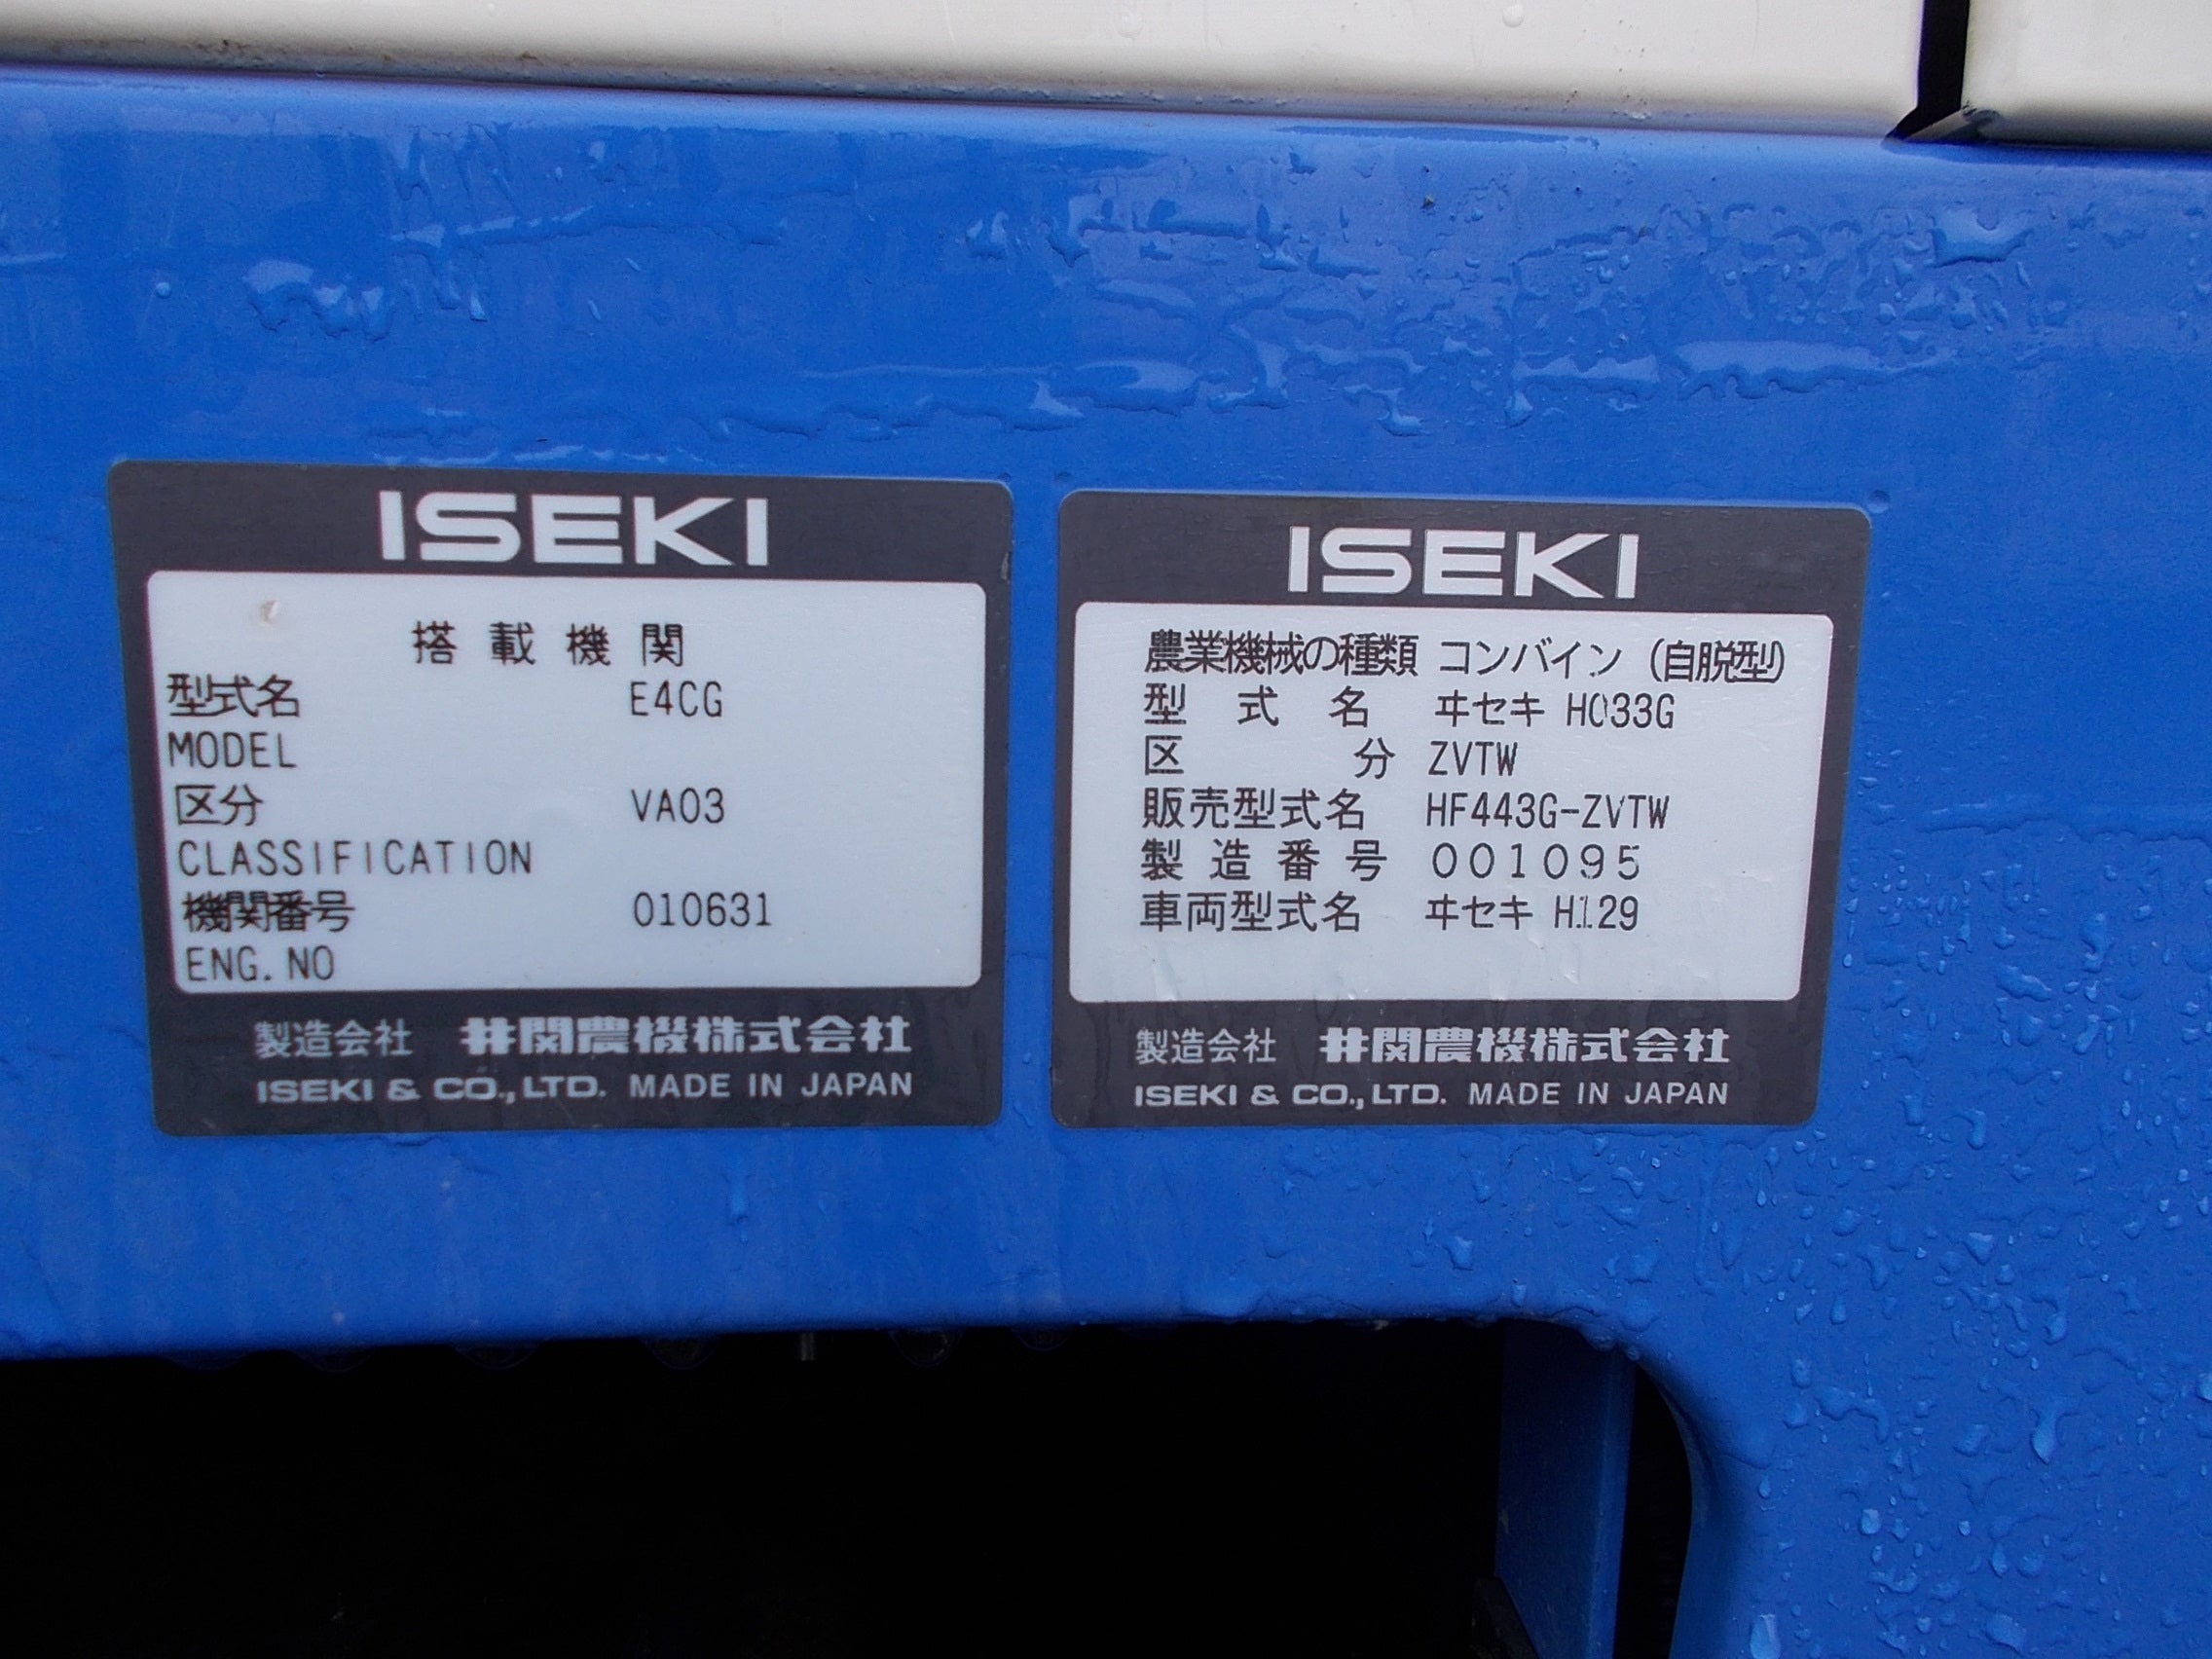 ISEKI
搭載機関
型式名 E4CG
MODEL
区分 VA03
CLASSIFICATION
機関番号 010631
ENG. NO
製造会社 井関農機株式会社
ISEKI & CO., LTD. MADE IN JAPAN
ISEKI
農業機械の種類 コンバイン (自脱型)
型式名 ヰセキ HO33G
区分 ZVTW
販売型式名 HF443G-ZVTW
製造番号 001095
車両型式名 ヰセキ H129
製造会社 井関農機株式会社
ISEKI & CO., LTD. MADE IN JAPAN